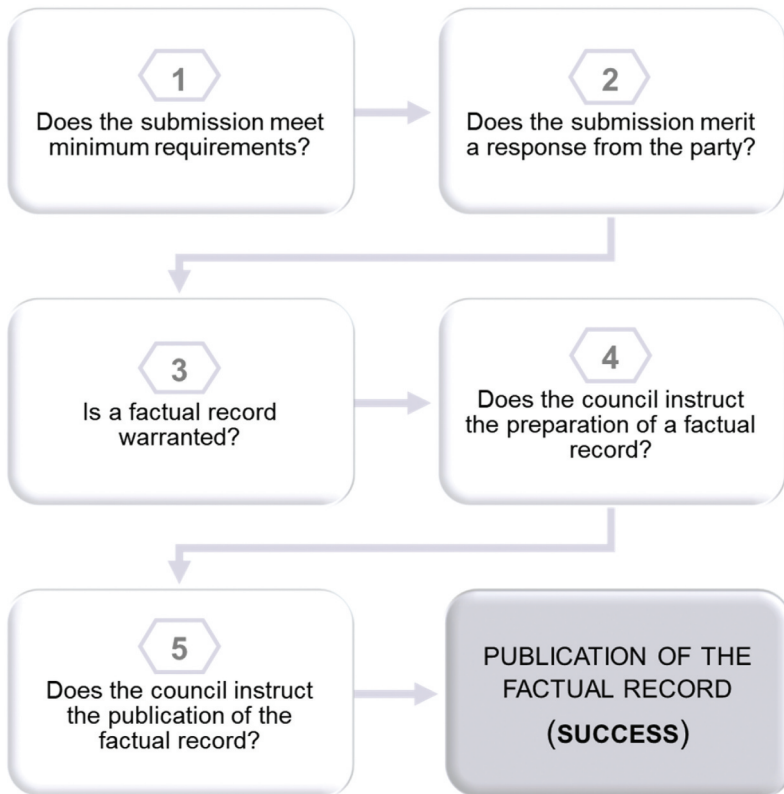 1
Does the submission meet
minimum requirements?
2
Does the submission merit
a response from the party?
3
Is a factual record
warranted?
4
Does the council instruct
the preparation of a factual
record?
5
Does the council instruct
the publication of the
factual record?
PUBLICATION OF THE
FACTUAL RECORD
(SUCCESS)